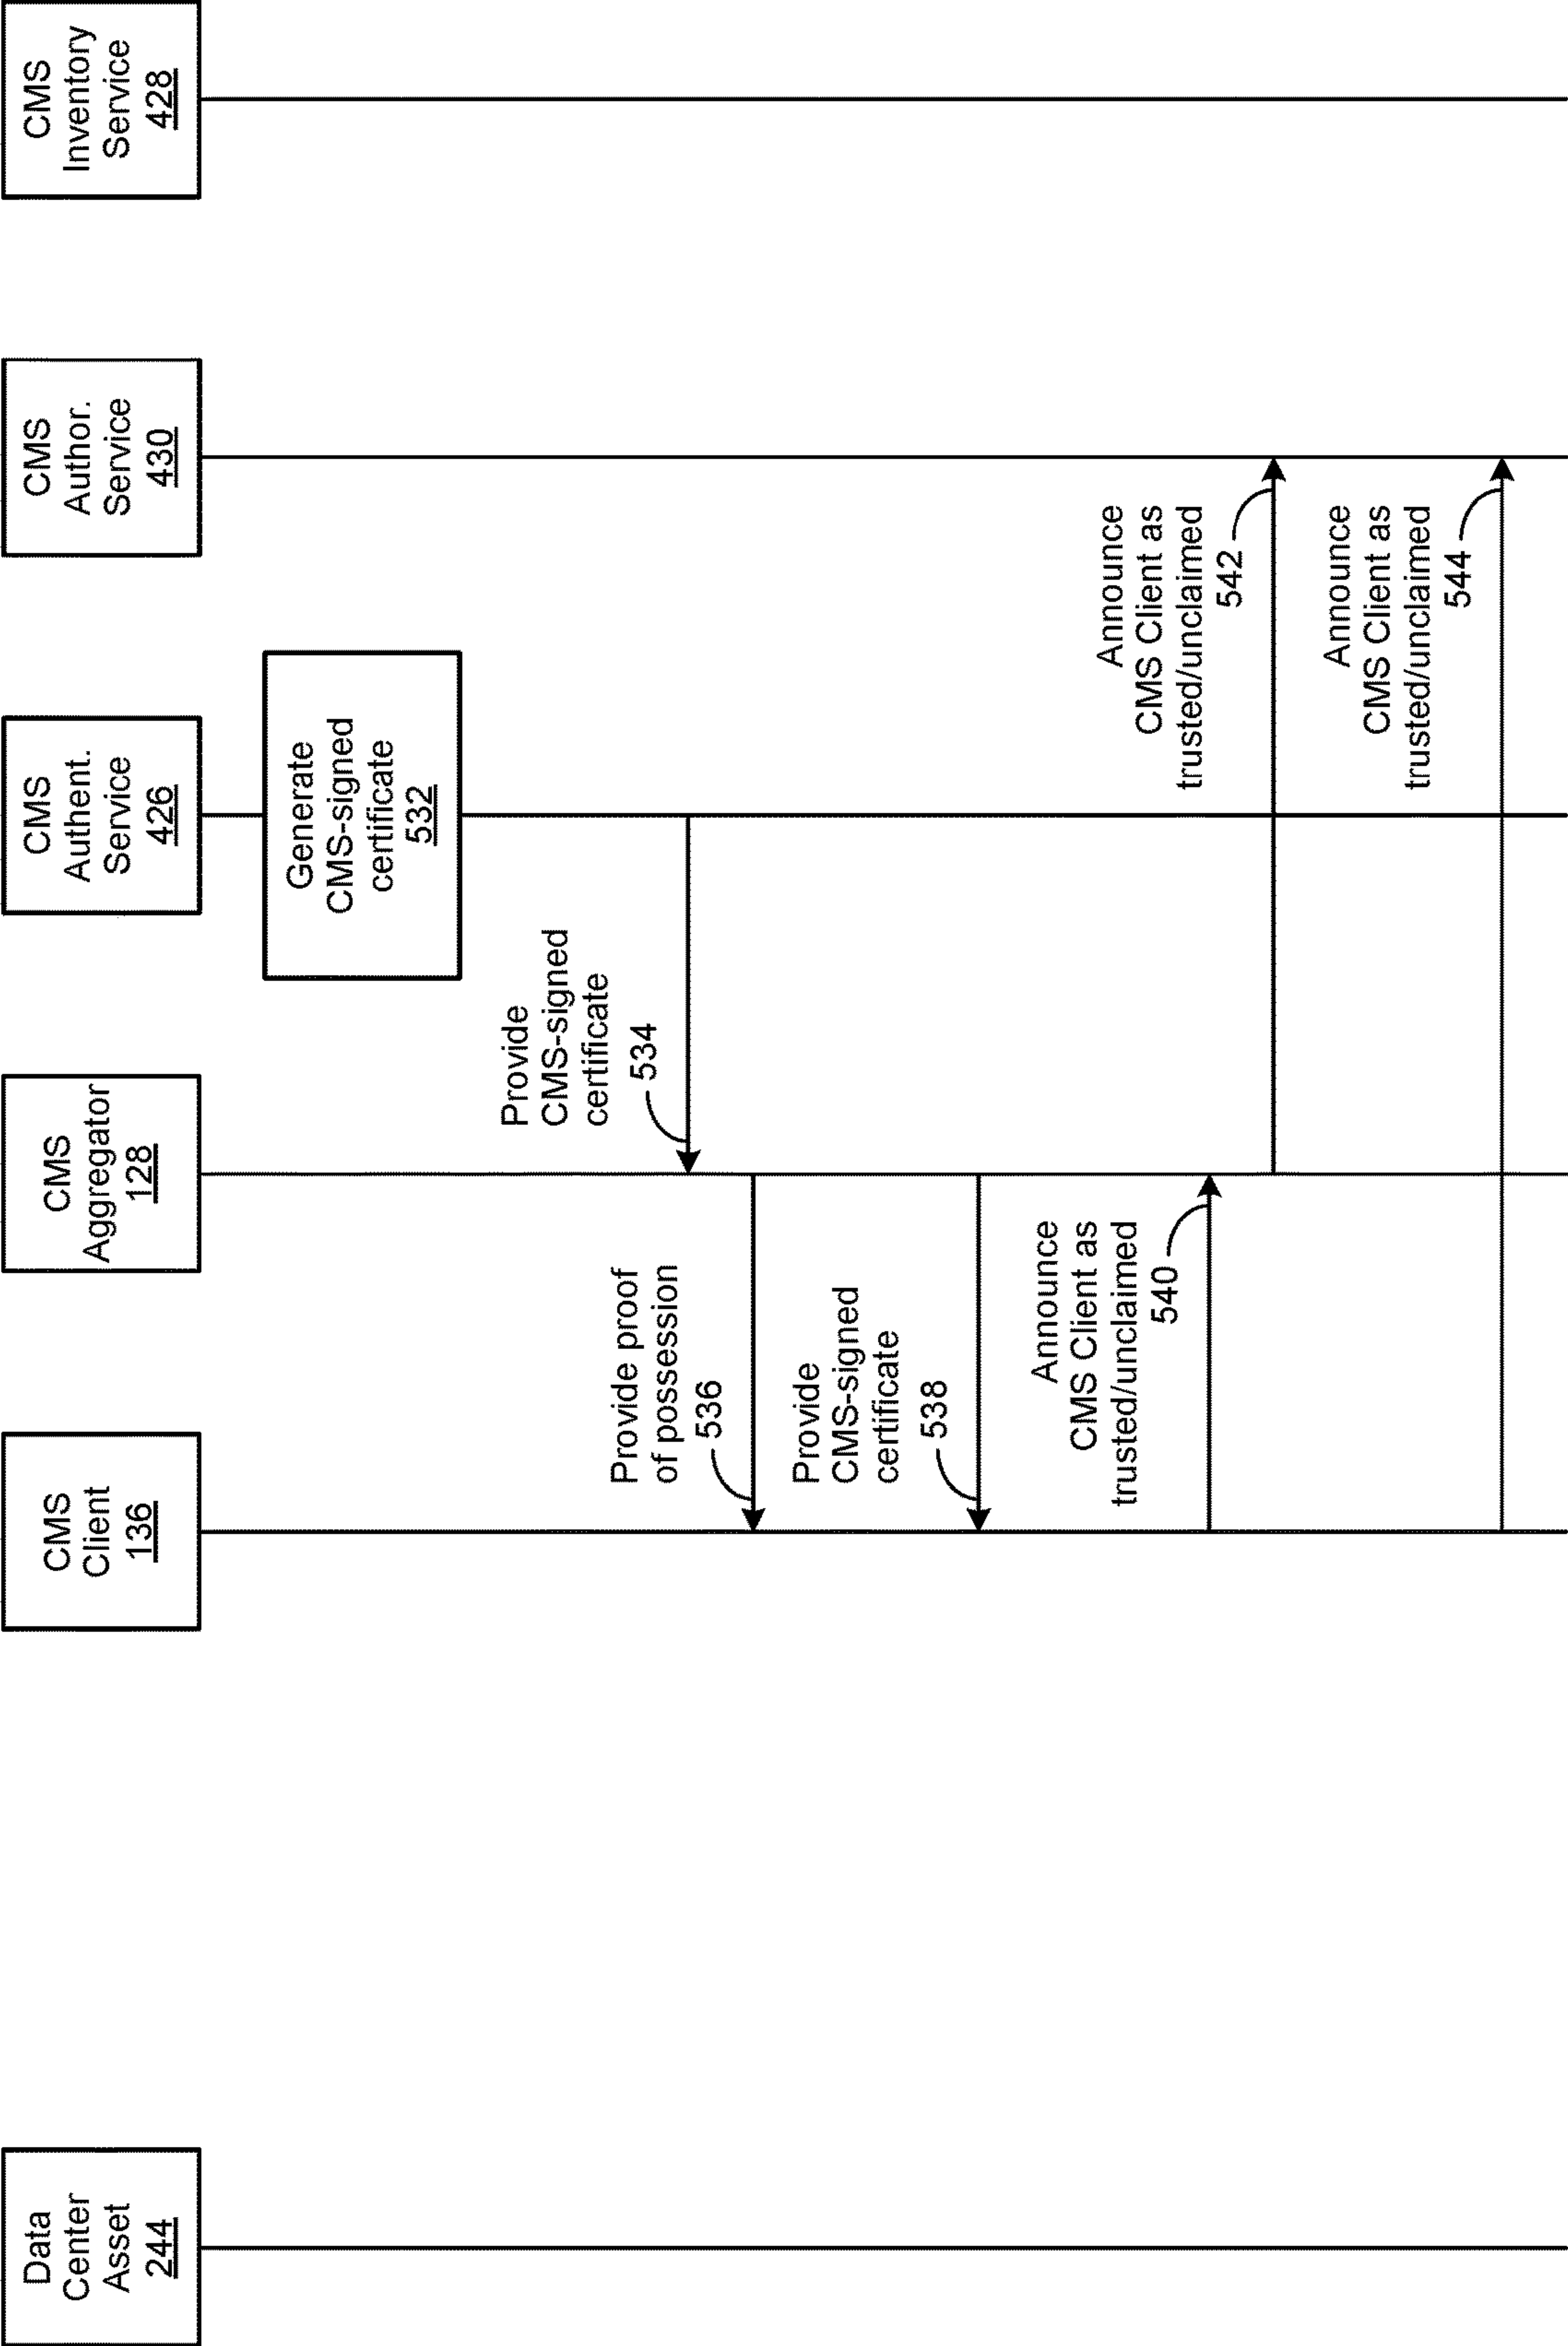 Data
Center
Asset
244
CMS
Client
136
CMS
Aggregator
128
CMS
Authent.
Service
426
CMS
Author.
Service
430
CMS
Inventory
Service
428
Generate
CMS-signed
certificate
532
Provide
CMS-signed
certificate
534
Provide proof
of possession
536
Provide
CMS-signed
certificate
538
Announce
CMS Client as
trusted/unclaimed
540
Announce
CMS Client as
trusted/unclaimed
542
Announce
CMS Client as
trusted/unclaimed
544